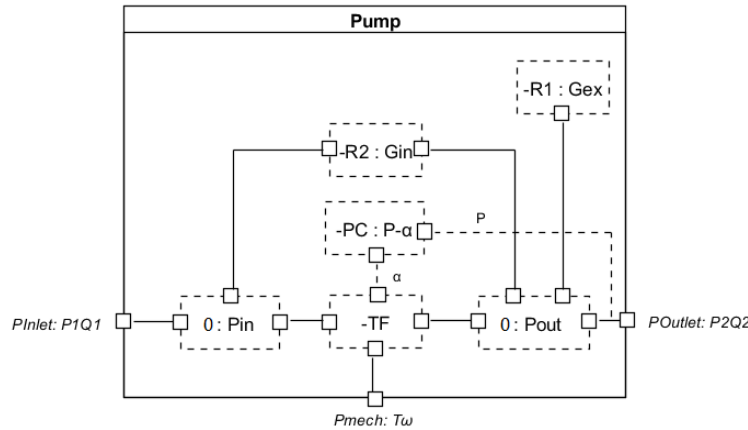 Pump
-R1 : Gex
-R2 : Gin
-PC : P-α
P
α
PInlet: P1Q1
0 : Pin
-TF
0 : Pout
POutlet: P2Q2
Pmech: Tω